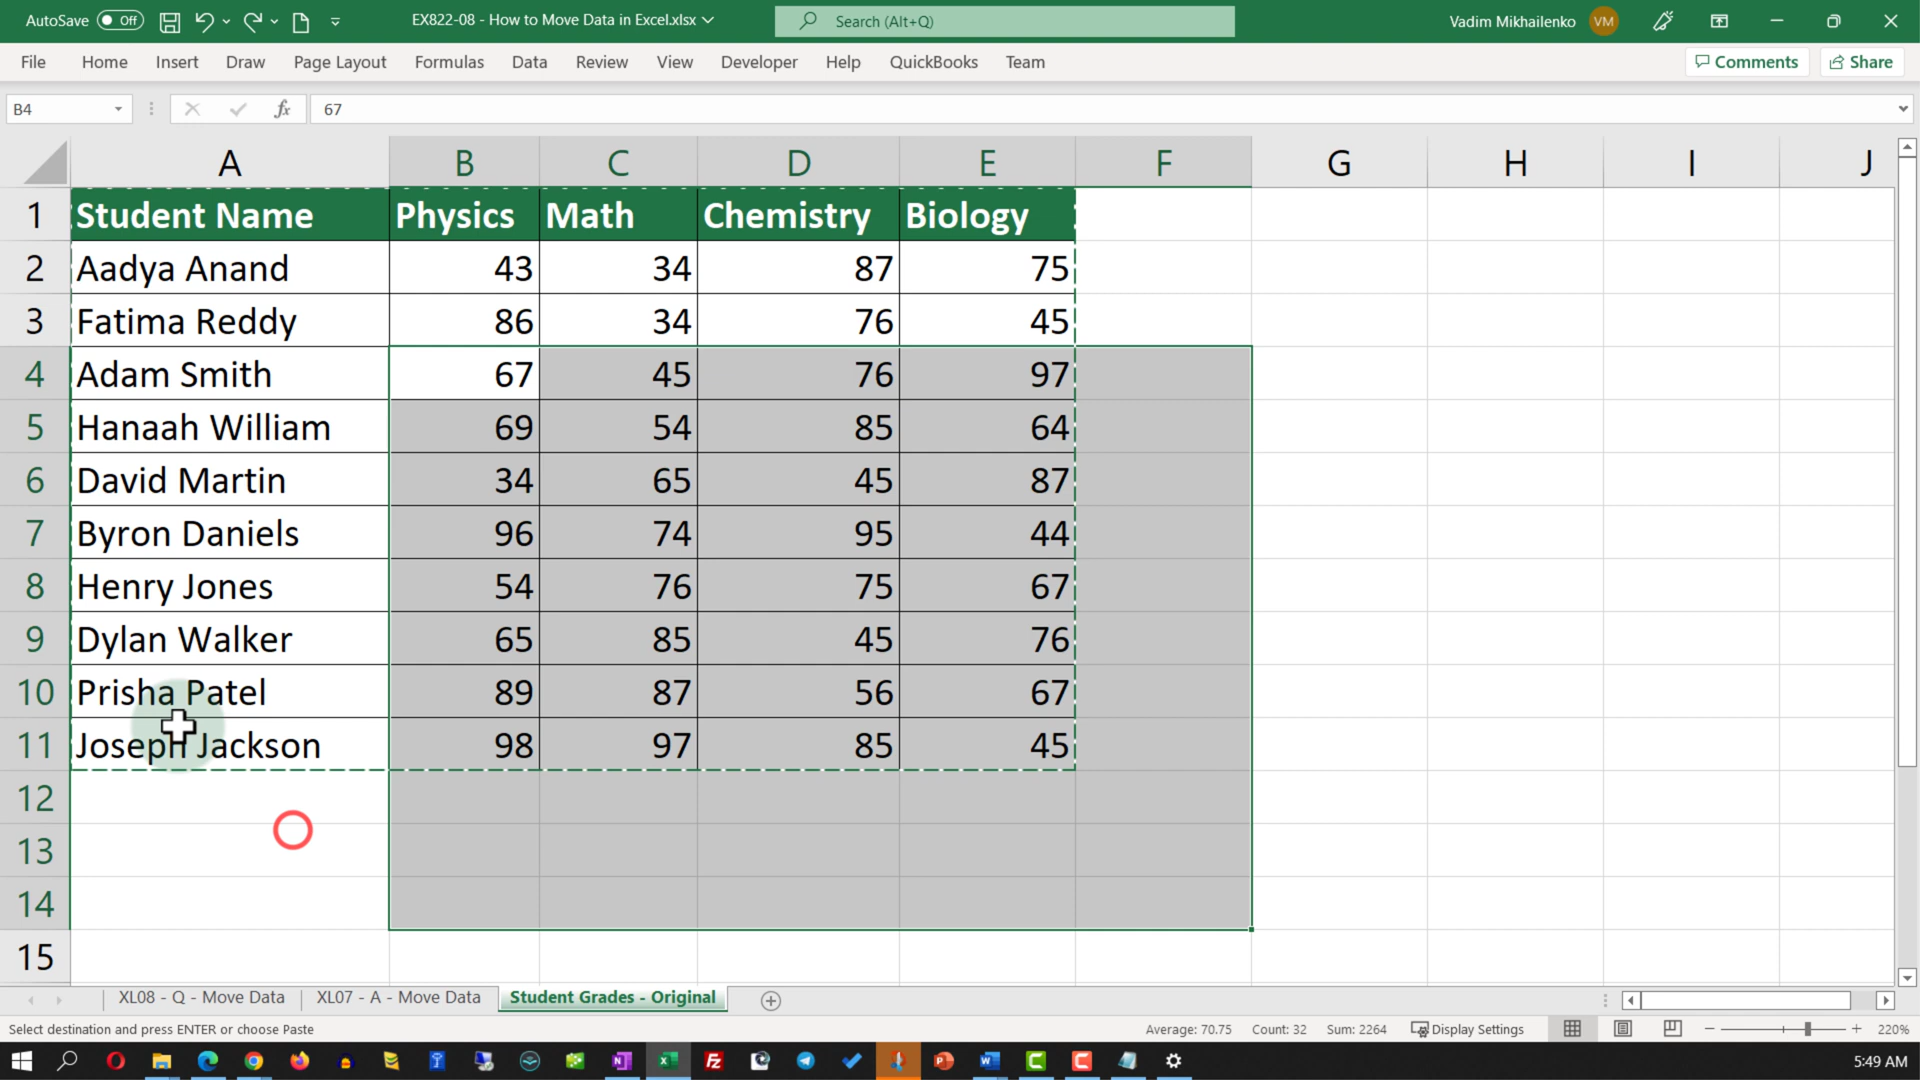 AutoSave Off EX822-08 - How to Move Data in Excel.xlsx Search (Alt+Q) Vadim Mikhailenko VM
File Home Insert Draw Page Layout Formulas Data Review View Developer Help QuickBooks Team Comments Share
B4 fx 67
A B C D E F G H I J
1 Student Name Physics Math Chemistry Biology
2 Aadya Anand 43 34 87 75
3 Fatima Reddy 86 34 76 45
4 Adam Smith 67 45 76 97
5 Hanaah William 69 54 85 64
6 David Martin 34 65 45 87
7 Byron Daniels 96 74 95 44
8 Henry Jones 54 76 75 67
9 Dylan Walker 65 85 45 76
10 Prisha Patel 89 87 56 67
11 Joseph Jackson 98 97 85 45
12
13
14
15
XL08 - Q - Move Data XL07 - A - Move Data Student Grades - Original
Select destination and press ENTER or choose Paste Average: 70.75 Count: 32 Sum: 2264 Display Settings 220%
5:49 AM